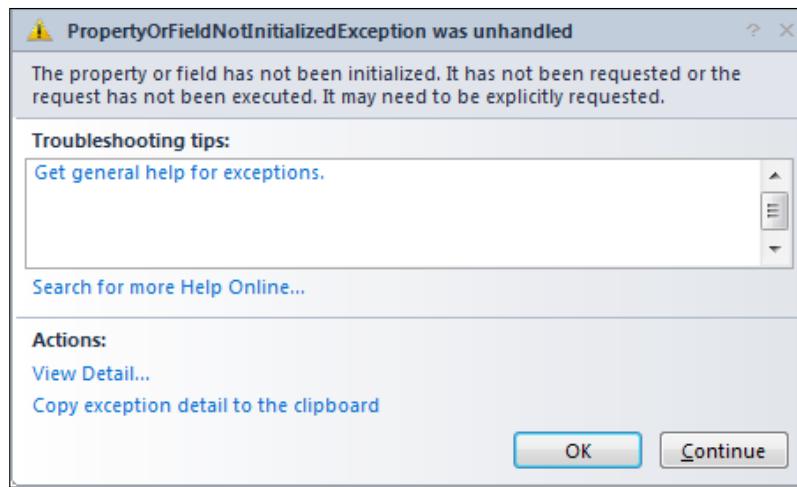 PropertyOrFieldNotInitializedException was unhandled
The property or field has not been initialized. It has not been requested or the
request has not been executed. It may need to be explicitly requested.
Troubleshooting tips:
Get general help for exceptions.
Search for more Help Online...
Actions:
View Detail...
Copy exception detail to the clipboard
OK
Continue